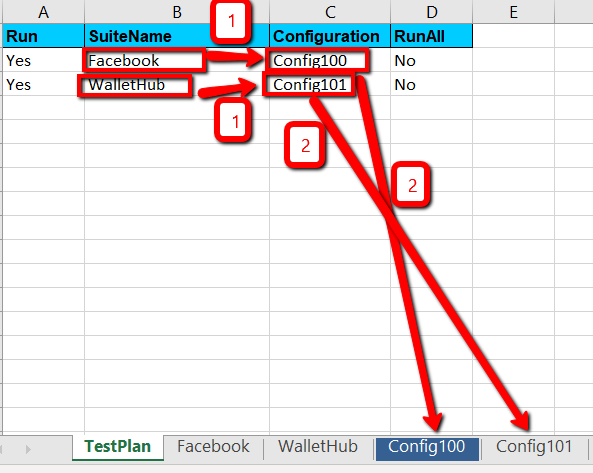 A B C D E
1
Run SuiteName Configuration RunAll
Yes Facebook Config100 No
Yes WalletHub Config101 No
1
2
2
TestPlan Facebook WalletHub Config100 Config101